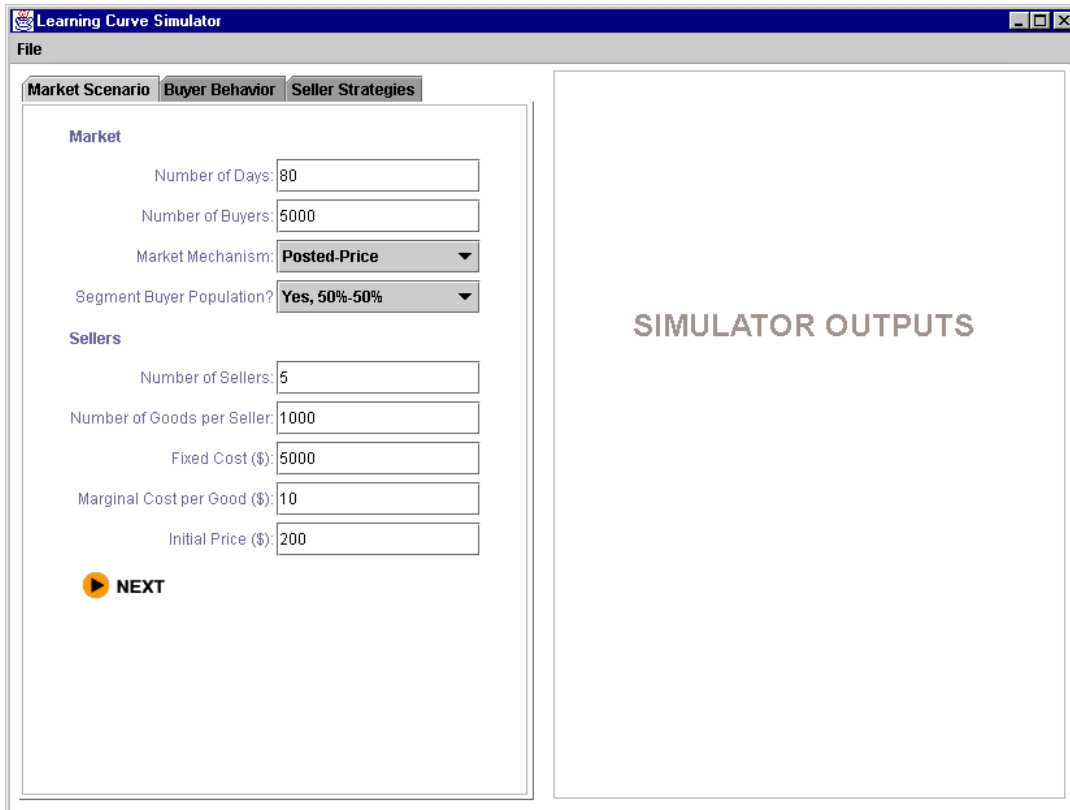 Learning Curve Simulator
File
Market Scenario Buyer Behavior Seller Strategies
Market
Number of Days: 80
Number of Buyers: 5000
Market Mechanism: Posted-Price
Segment Buyer Population? Yes, 50%-50%
Sellers
Number of Sellers: 5
Number of Goods per Seller: 1000
Fixed Cost ($): 5000
Marginal Cost per Good ($): 10
Initial Price ($): 200
NEXT
SIMULATOR OUTPUTS